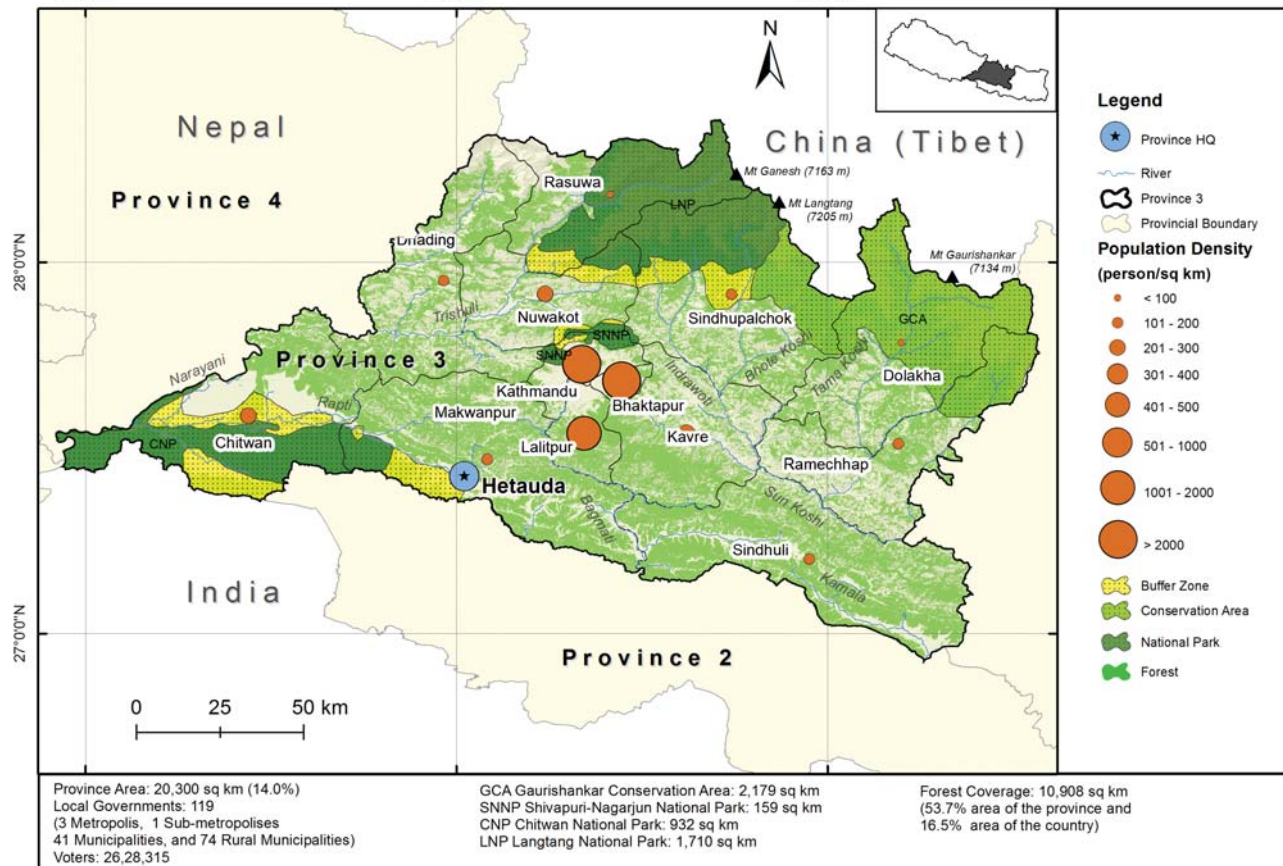 N
Nepal
China (Tibet)
Province 4
Mt Ganesh (7163 m)
Rasuwa
LNP
Mt Langtang
(7205 m)
Dhading
Mt Gaurishankar
(7134 m)
28°0'0"N
Nuwakot
Sindhupalchok
Trishuli
GCA
SNNP
SNNP
Bhote Koshi
Tama Koshi
Province 3
Narayani
Indrawoti
Dolakha
Kathmandu
Bhaktapur
Rapti
Makwanpur
CNP
Chitwan
Lalitpur
Kavre
Ramechhap
Hetauda
Sun Koshi
Bagmati
Sindhuli
Kamala
India
27°0'0"N
Province 2
0 25 50 km
Legend
Province HQ
River
Province 3
Provincial Boundary
Population Density
(person/sq km)
< 100
101 - 200
201 - 300
301 - 400
401 - 500
501 - 1000
1001 - 2000
> 2000
Buffer Zone
Conservation Area
National Park
Forest
Province Area: 20,300 sq km (14.0%)
Local Governments: 119
(3 Metropolis, 1 Sub-metropolises
41 Municipalities, and 74 Rural Municipalities)
Voters: 26,28,315
GCA Gaurishankar Conservation Area: 2,179 sq km
SNNP Shivapuri-Nagarjun National Park: 159 sq km
CNP Chitwan National Park: 932 sq km
LNP Langtang National Park: 1,710 sq km
Forest Coverage: 10,908 sq km
(53.7% area of the province and
16.5% area of the country)